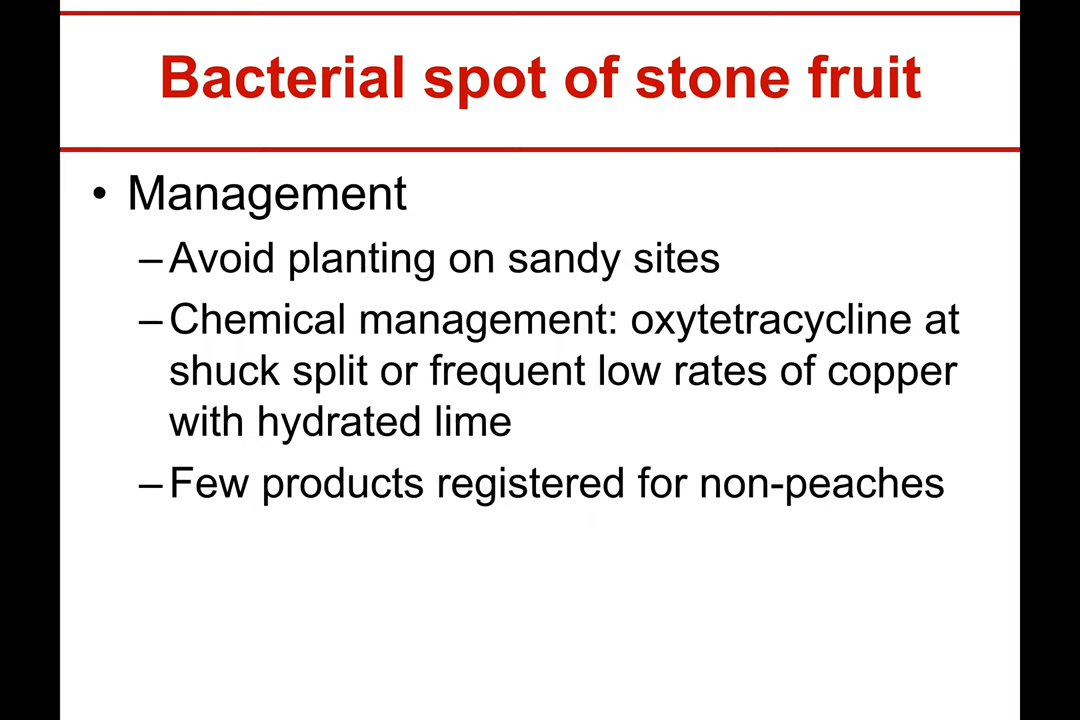 Bacterial spot of stone fruit
• Management
–Avoid planting on sandy sites
–Chemical management: oxytetracycline at
shuck split or frequent low rates of copper
with hydrated lime
–Few products registered for non-peaches